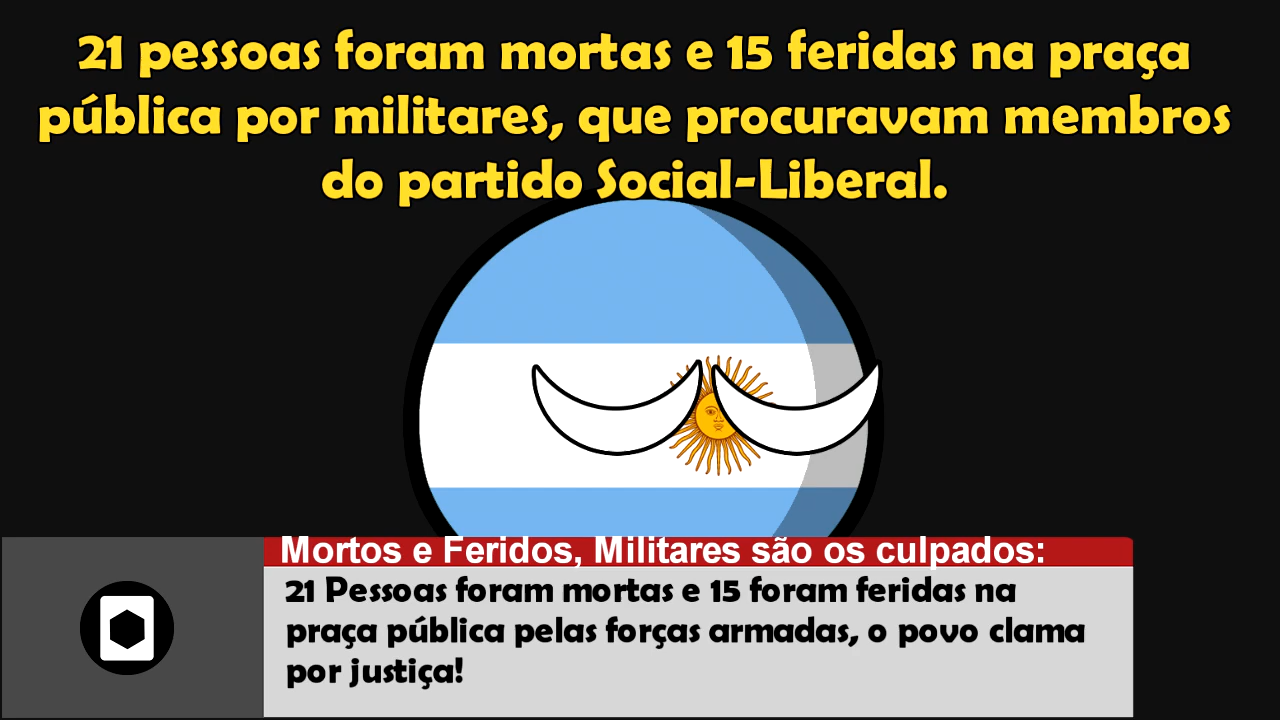 21 pessoas foram mortas e 15 feridas na praça
pública por militares, que procuravam membros
do partido Social-Liberal.
Mortos e Feridos, Militares são os culpados:
21 Pessoas foram mortas e 15 foram feridas na
praça pública pelas forças armadas, o povo clama
por justiça!